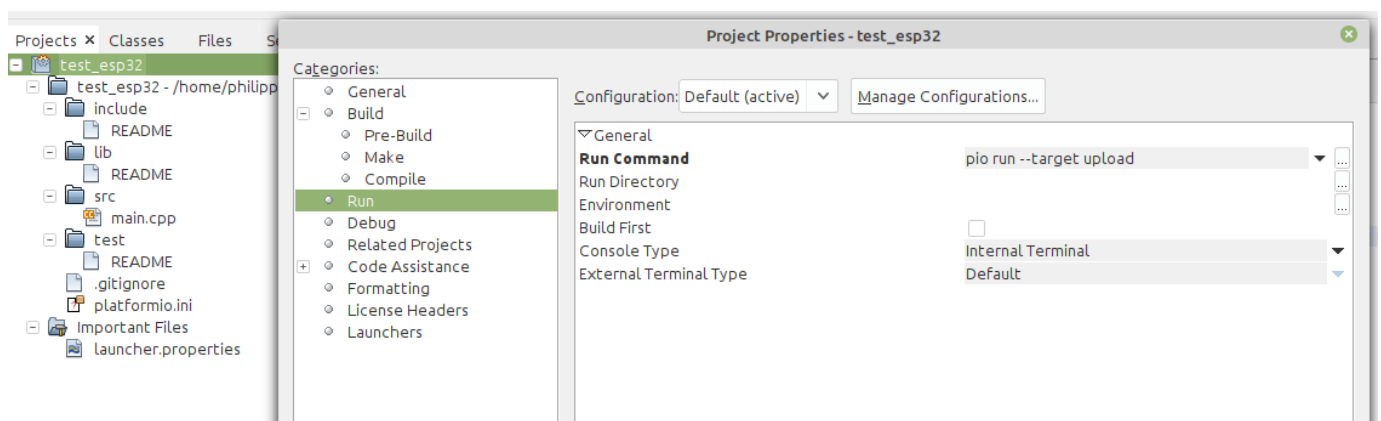 Projects × Classes Files
test_esp32
test_esp32 - /home/philipp
include
README
lib
README
src
main.cpp
test
README
.gitignore
platformio.ini
Important Files
launcher.properties
Project Properties - test_esp32
Categories:
General
Build
Pre-Build
Make
Compile
Run
Debug
Related Projects
Code Assistance
Formatting
License Headers
Launchers
Configuration: Default (active) Manage Configurations...
General
Run Command pio run --target upload ...
Run Directory ...
Environment ...
Build First
Console Type Internal Terminal
External Terminal Type Default